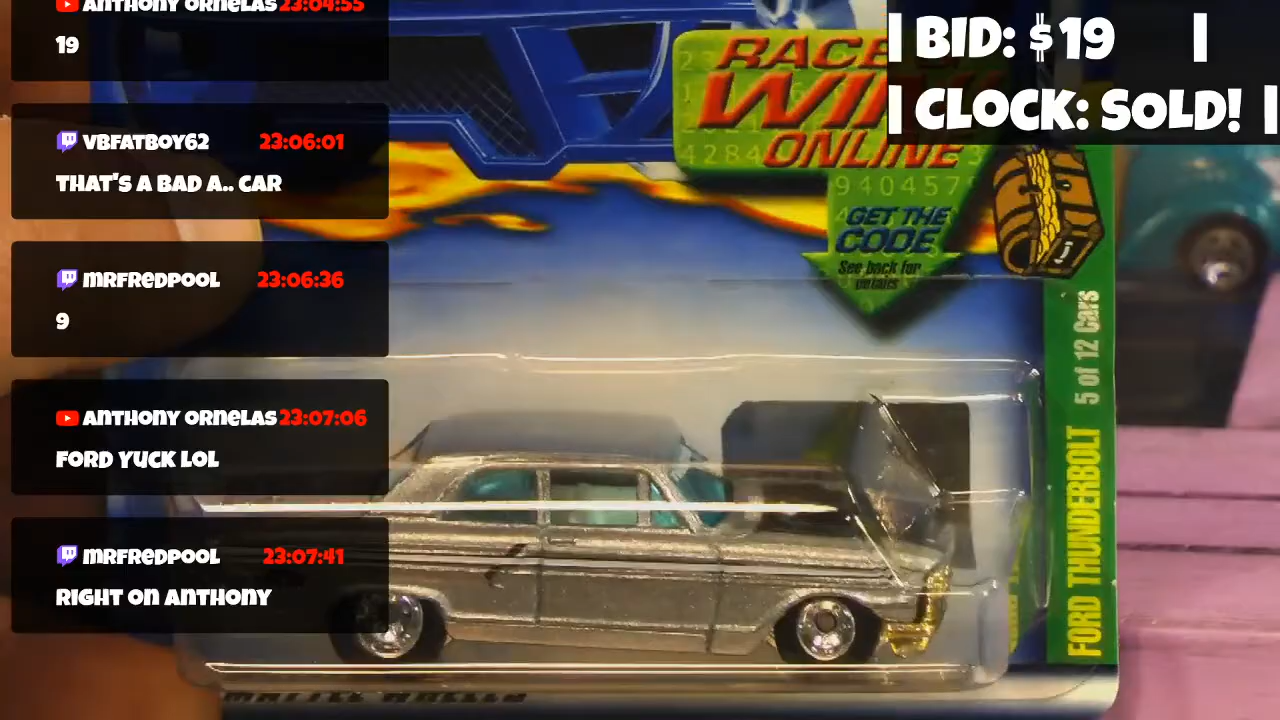 ANTHONY ORNELAS 23:04:55
19
VBFATBOY62 23:06:01
THAT'S A BAD A.. CAR
MRFREDPOOL 23:06:36
9
ANTHONY ORNELAS 23:07:06
FORD YUCK LOL
MRFREDPOOL 23:07:41
RIGHT ON ANTHONY
| BID: $19 |
| CLOCK: SOLD! |
RACE
WIN
ONLINE
4284
940457
GET THE
CODE
See back for
details
FORD THUNDERBOLT 5 of 12 Cars